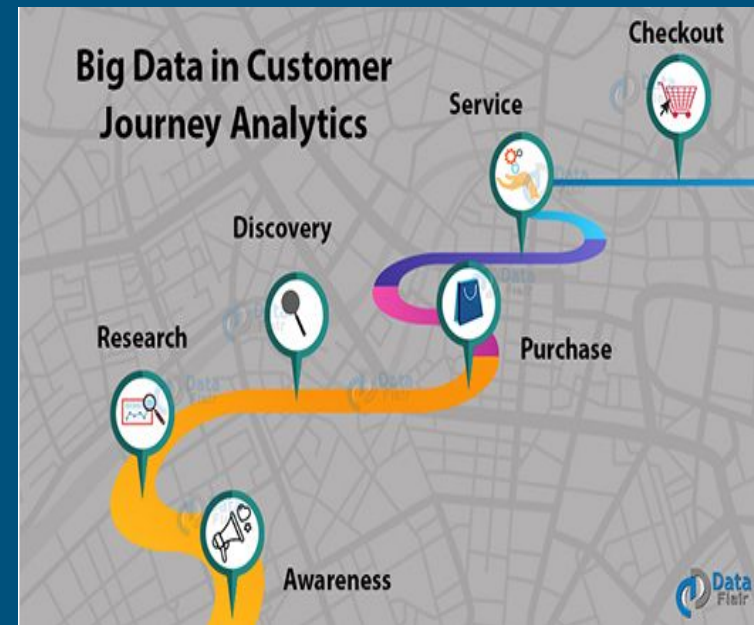 Big Data in Customer
Journey Analytics
Checkout
Service
Discovery
Research
Purchase
Awareness
Data
Flair